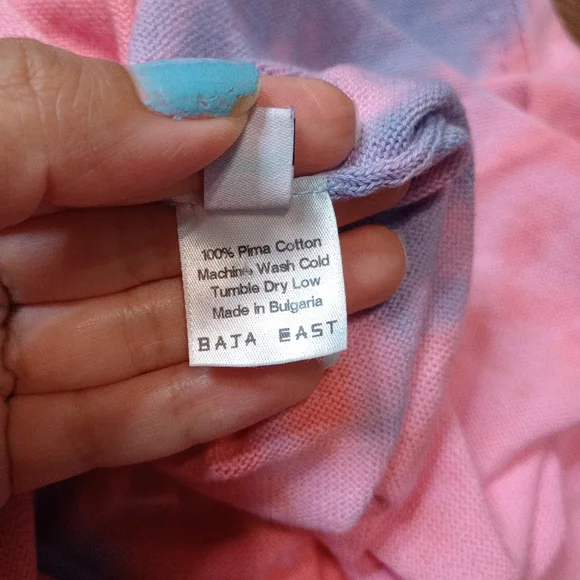 100% Pima Cotton
Machine Wash Cold
Tumble Dry Low
Made in Bulgaria
BAJA EAST